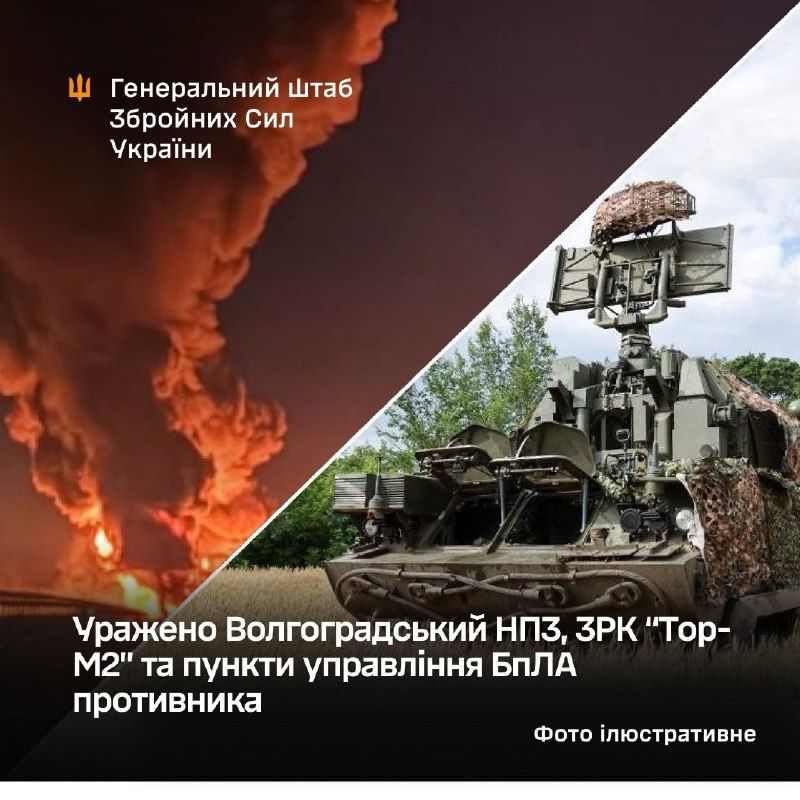 Генеральний штаб
Збройних Сил
України
Уражено Волгоградський НПЗ, ЗРК “Тор-
М2” та пункти управління БпЛА
противника
Фото ілюстративне